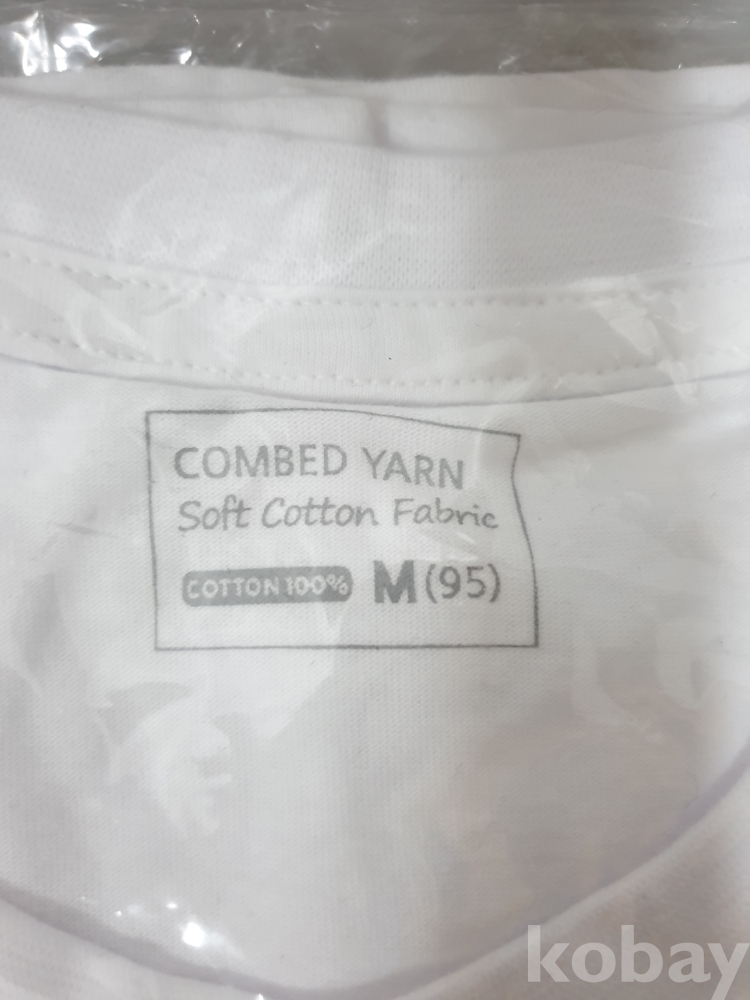 COMBED YARN
Soft Cotton Fabric
COTTON 100% M (95)
kobay